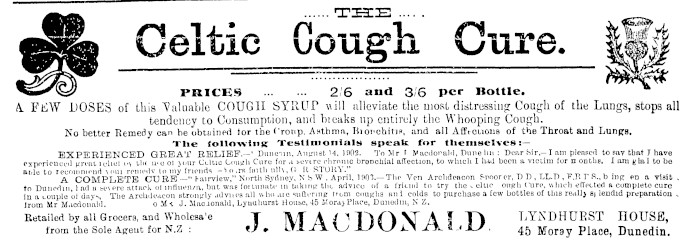 THE
Celtic Cough Cure.
PRICES ... ... 2/6 and 3/6 per Bottle.
A FEW DOSES of this Valuable COUGH SYRUP will alleviate the most distressing Cough of the Lungs, stops all
tendency to Consumption, and breaks up entirely the Whooping Cough.
No better Remedy can be obtained for the Croup, Asthma, Bronchitis, and all Affections of the Throat and Lungs.
The following Testimonials speak for themselves:—
EXPERIENCED GREAT RELIEF.—" Dunedin, August 14, 1902. To Mr J Macdonald, Dunedin : Dear Sir,—I am pleased to say that I have
experienced great relief by the use of your Celtic Cough Cure for a severe chronic bronchial affection, to which I had been a victim for months. I am glad to be
able to recommend your remedy to my friends.—Yours faithfully, G. R STORY."
A COMPLETE CURE—" Fairview," North Sydney, N S W, April, 1902.—The Ven Archdeacon Spooner, D D, LL.D, F.R I S, being on a visit
to Dunedin, had a severe attack of influenza, but was fortunate in taking the advice of a friend to try the Celtic Cough Cure, which effected a complete cure
in a couple of days. The Archdeacon strongly advises all who are suffering from coughs and colds to purchase a few bottles of this really splendid preparation
from Mr Macdonald. J. Macdonald, Lyndhurst House, 45 Moray Place, Dunedin, N.Z.
Retailed by all Grocers, and Wholesale
from the Sole Agent for N.Z :
J. MACDONALD
LYNDHURST HOUSE,
45 Moray Place, Dunedin.